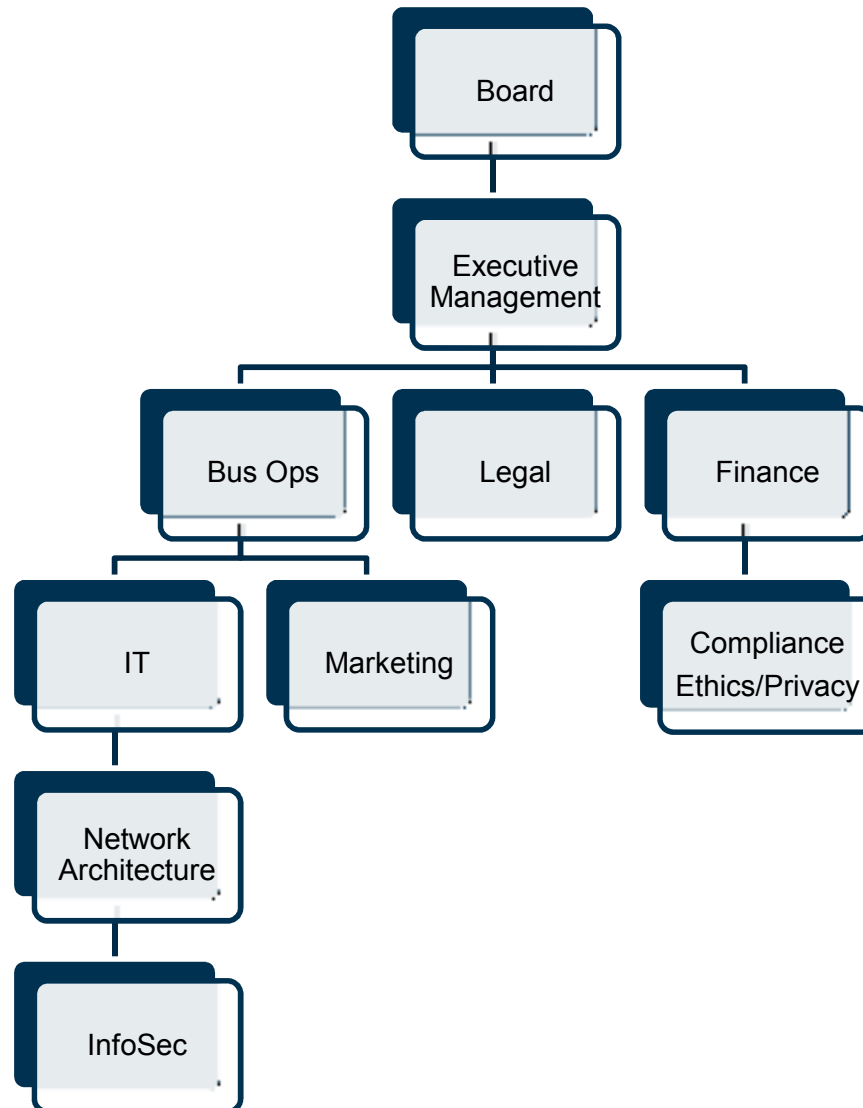 Board
Executive
Management
Bus Ops
Legal
Finance
IT
Marketing
Compliance
Ethics/Privacy
Network
Architecture
InfoSec